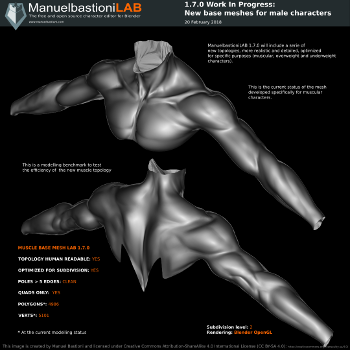 ManuelbastioniLAB
The free and open source character editor for Blender
www.manuelbastioni.com
1.7.0 Work In Progress:
New base meshes for male characters
20 February 2018
ManuelbastioniLAB 1.7.0 will include a serie of
new topologies, more realistic and detailed, optimized
for specific purposes (muscular, overweight and underweight
characters).
This is the current status of the mesh
developed specifically for muscular
characters.
This is a modelling benchmark to test
the efficiency of the new muscle topology
MUSCLE BASE MESH LAB 1.7.0
TOPOLOGY HUMAN READABLE: YES
OPTIMIZED FOR SUBDIVISION: YES
POLES > 5 EDGES: CLEAN
QUADS ONLY: YES
POLYGONS*:
VERTS*:
* At the current modelling status
Subdivision level: 2
Rendering: Blender OpenGL
This image is created by Manuel Bastioni and licensed under Creative Commons Attribution-ShareAlike 4.0 International License (CC BY-SA 4.0):